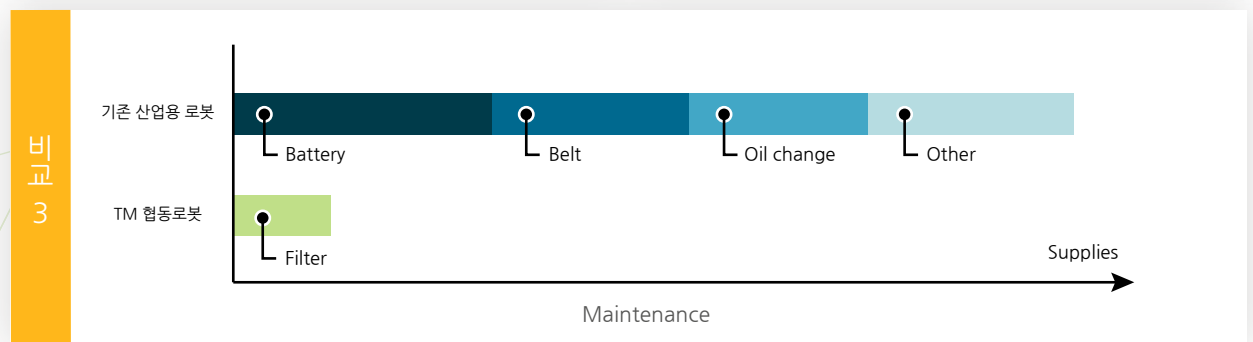 비교 3
기존 산업용 로봇
Battery
Belt
Oil change
Other
TM 협동로봇
Filter
Supplies
Maintenance